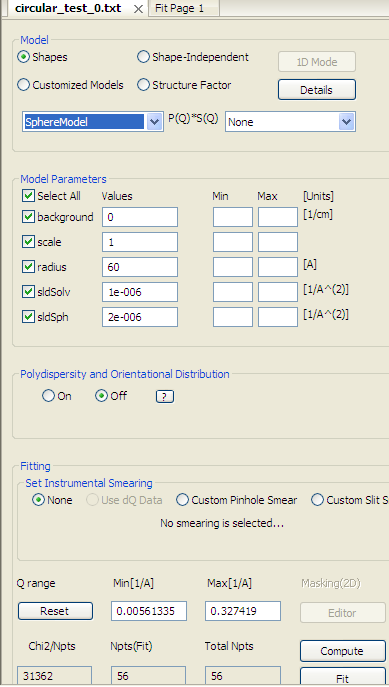 circular_test_0.txt Fit Page 1
Model
Shapes Shape-Independent 1D Mode
Customized Models Structure Factor Details
SphereModel P(Q)*S(Q) None
Model Parameters
Select All Values Min Max [Units]
background 0 [1/cm]
scale 1
radius 60 [A]
sldSolv 1e-006 [1/A^(2)]
sldSph 2e-006 [1/A^(2)]
Polydispersity and Orientational Distribution
On Off ?
Fitting
Set Instrumental Smearing
None Use dQ Data Custom Pinhole Smear Custom Slit S
No smearing is selected...
Q range Min[1/A] Max[1/A] Masking(2D)
Reset 0.00561335 0.327419 Editor
Chi2/Npts Npts(Fit) Total Npts Compute
31362 56 56 Fit